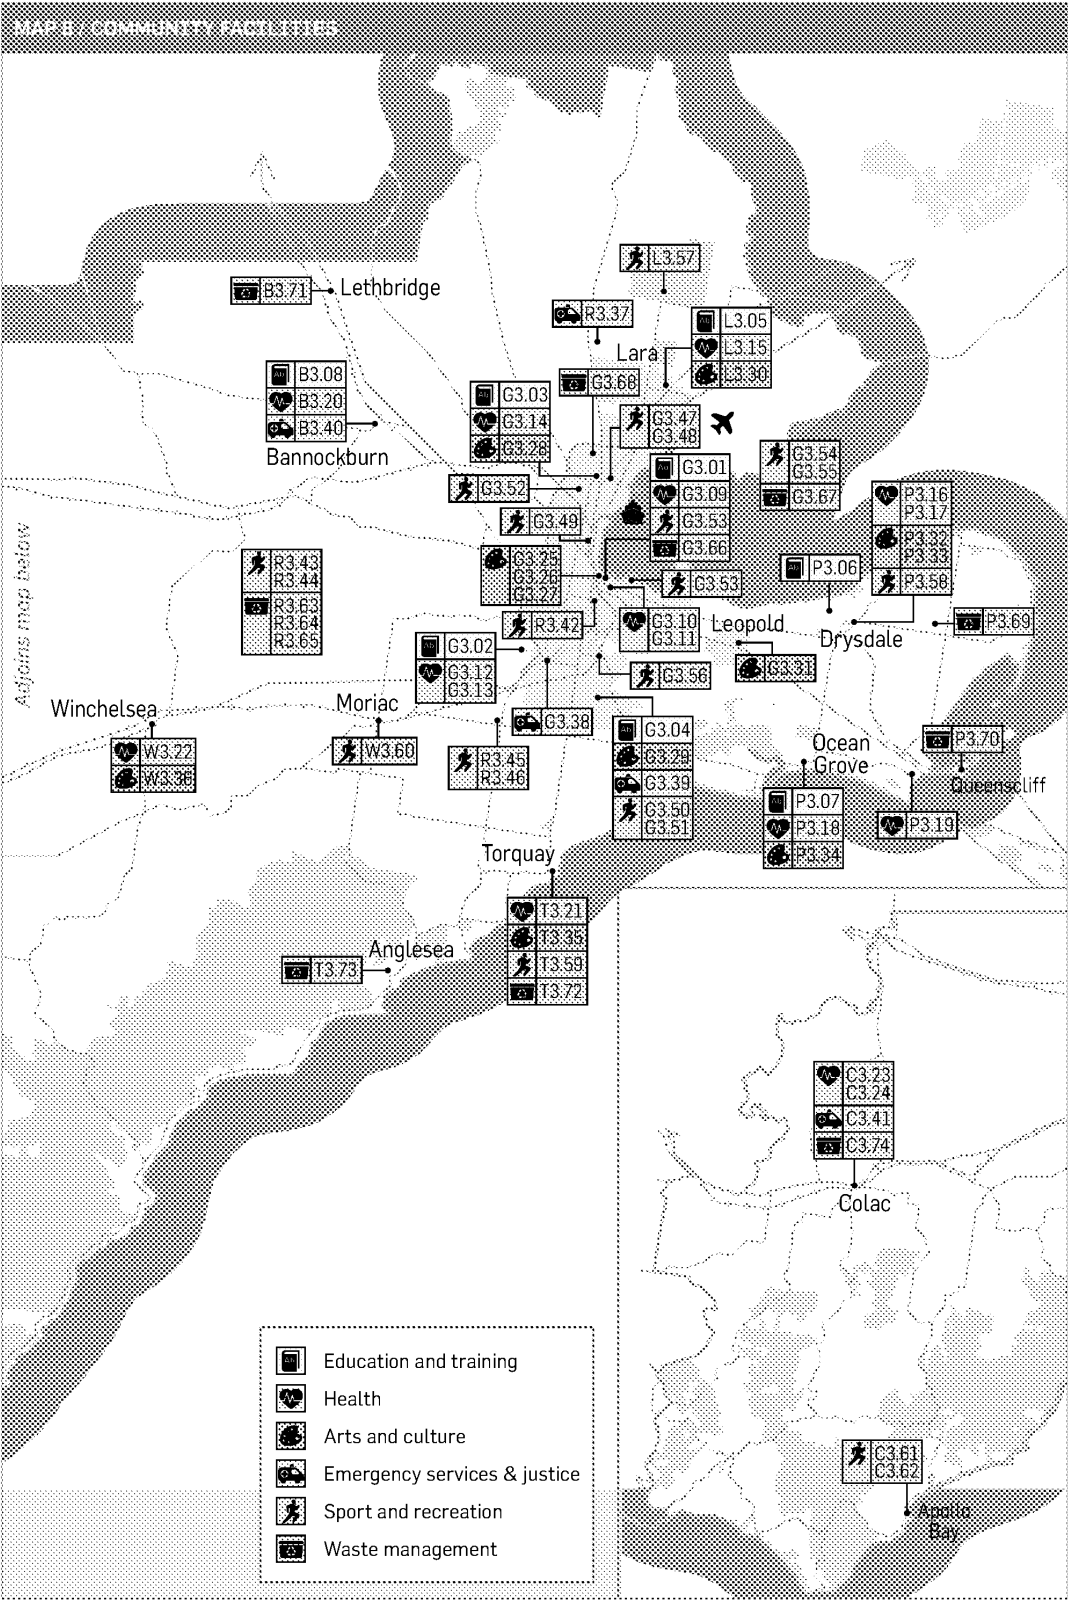 MAP B / COMMUNITY FACILITIES
L3.57
B3.71
Lethbridge
R3.37
L3.05
L3.15
L3.30
Lara
B3.08
B3.20
B3.40
Bannockburn
G3.68
G3.03
G3.14
G3.28
G3.47
G3.48
G3.54
G3.55
G3.67
G3.01
G3.09
G3.53
G3.66
G3.52
P3.16
P3.17
P3.32
P3.33
P3.58
G3.49
Adjoins map below
R3.43
R3.44
R3.63
R3.64
R3.65
G3.25
G3.26
G3.27
P3.06
G3.53
R3.42
G3.10
G3.11
Leopold
Drysdale
P3.69
G3.02
G3.12
G3.13
G3.31
G3.56
Winchelsea
W3.22
W3.36
Moriac
W3.60
G3.38
R3.45
R3.46
G3.04
G3.29
G3.39
G3.50
G3.51
Ocean
Grove
P3.07
P3.18
P3.34
P3.70
Queenscliff
P3.19
Torquay
T3.21
T3.35
T3.59
T3.72
Anglesea
T3.73
C3.23
C3.24
C3.41
C3.74
Colac
C3.61
C3.62
Apollo
Bay
Education and training
Health
Arts and culture
Emergency services & justice
Sport and recreation
Waste management